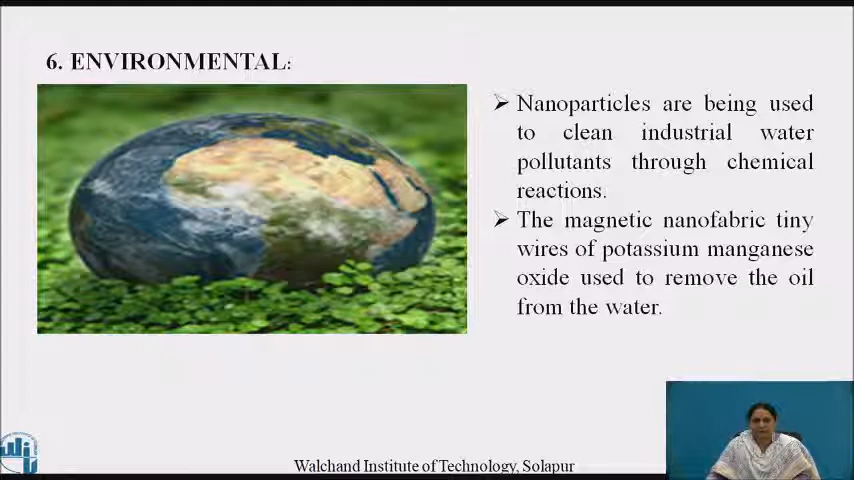 6. ENVIRONMENTAL:
➢ Nanoparticles are being used
to clean industrial water
pollutants through chemical
reactions.
➢ The magnetic nanofabric tiny
wires of potassium manganese
oxide used to remove the oil
from the water.
Walchand Institute of Technology, Solapur